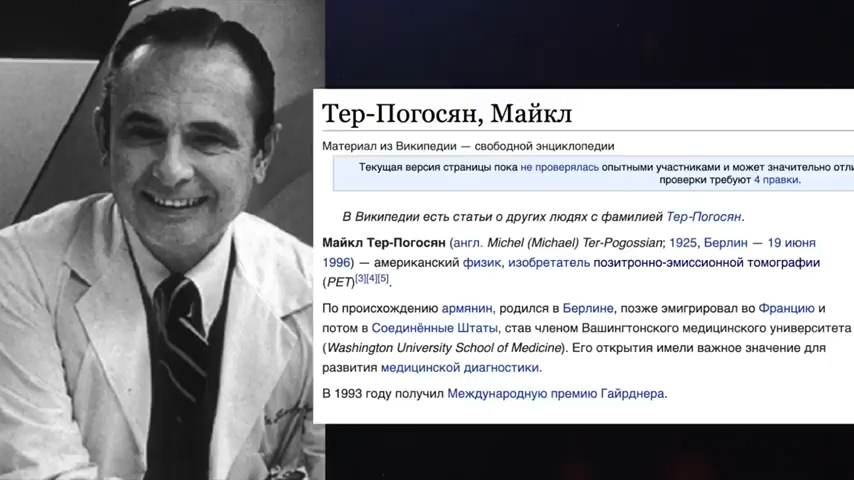 Тер-Погосян, Майкл
Материал из Википедии — свободной энциклопедии
Текущая версия страницы пока не проверялась опытными участниками и может значительно
проверки требуют 4 правки.
В Википедии есть статьи о других людях с фамилией Тер-Погосян.
Майкл Тер-Погосян (англ. Michel (Michael) Ter-Pogossian; 1925, Берлин — 19 июня
1996) — американский физик, изобретатель позитронно-эмиссионной томографии
(PET)[3][4][5].
По происхождению армянин, родился в Берлине, позже эмигрировал во Францию и
потом в Соединённые Штаты, став членом Вашингтонского медицинского университета
(Washington University School of Medicine). Его открытия имели важное значение для
развития медицинской диагностики.
В 1993 году получил Международную премию Гайрднера.